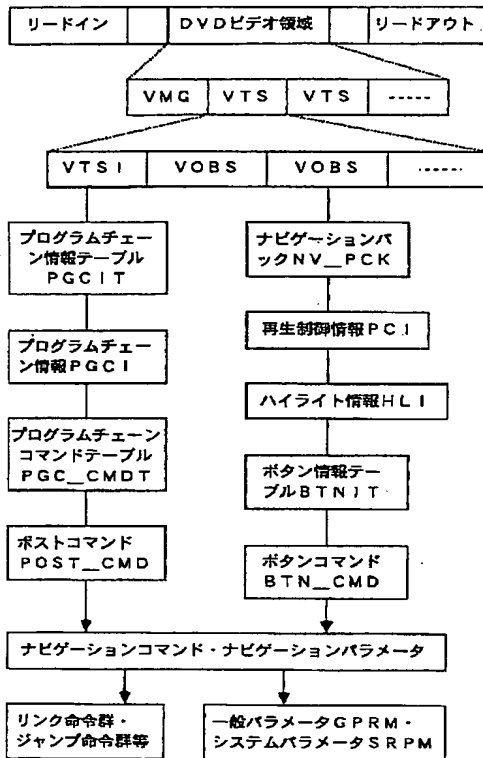 リードイン
DVDビデオ領域
リードアウト
VMG
VTS
VTS
-----
VTSI
VOBS
VOBS
------
プログラムチェー
ン情報テーブル
PGCIT
ナビゲーションパ
ックNV__PCK
プログラムチェー
ン情報PGCI
再生制御情報PCI
ハイライト情報HLI
プログラムチェーン
コマンドテーブル
PGC__CMDT
ボタン情報テー
ブルBTNIT
ポストコマンド
POST__CMD
ボタンコマンド
BTN__CMD
ナビゲーションコマンド・ナビゲーションパラメータ
リンク命令群・
ジャンプ命令群等
一般パラメータGPRM・
システムパラメータSRPM